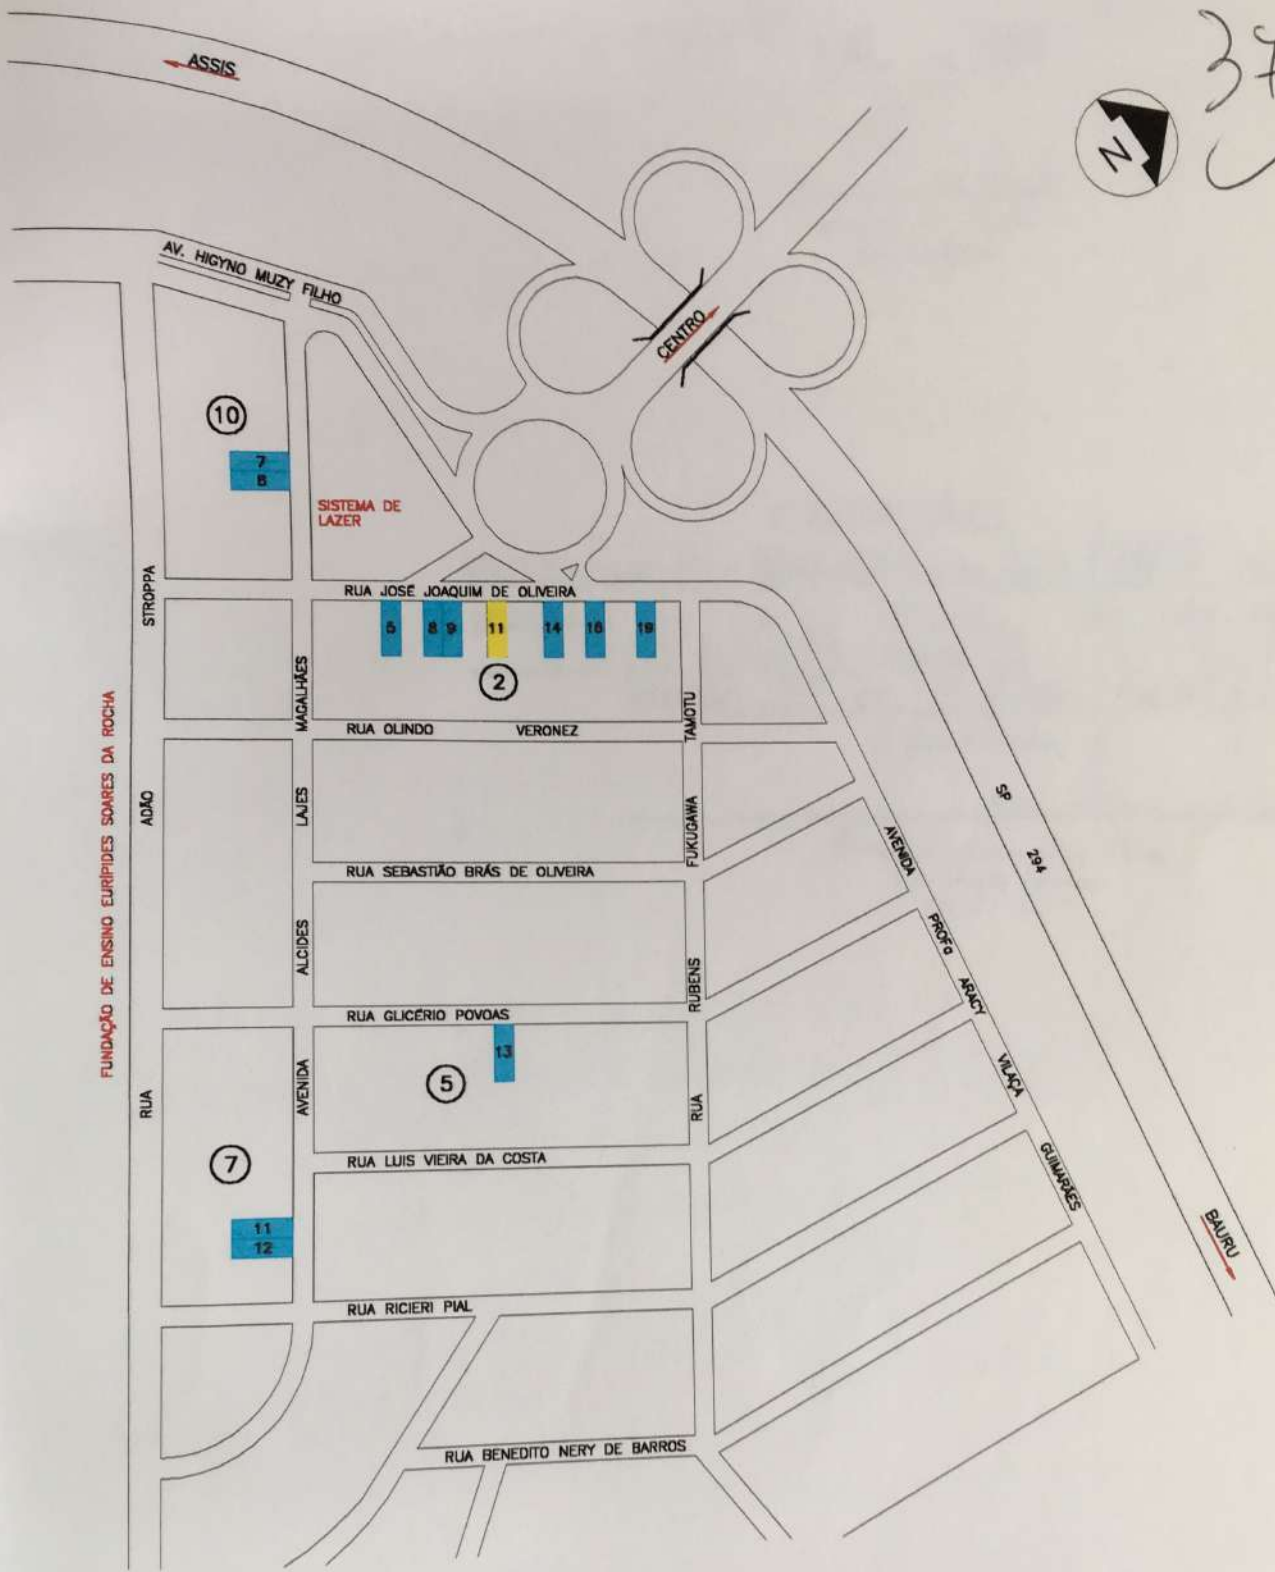 37
ASSIS
N
AV. HIGYNO MUZY FILHO
CENTRO
10
7
6
SISTEMA DE
LAZER
RUA JOSÉ JOAQUIM DE OLIVEIRA
5 8 9 11 14 16 19
2
RUA OLINDO VERONEZ
RUA SEBASTIÃO BRÁS DE OLIVEIRA
RUA GLICÉRIO POVOAS
13
5
RUA LUIS VIEIRA DA COSTA
7
11
12
RUA RICIERI PIAL
RUA BENEDITO NERY DE BARROS
FUNDAÇÃO DE ENSINO EURÍPIDES SOARES DA ROCHA
RUA ADÃO STROPPA
AVENIDA ALCIDES LAJES MAGALHÃES
RUA RUBENS FUKUGAWA TAMOTU
AVENIDA PROFª ARACY VILAÇA GUIMARÃES
SP 294
BAURU